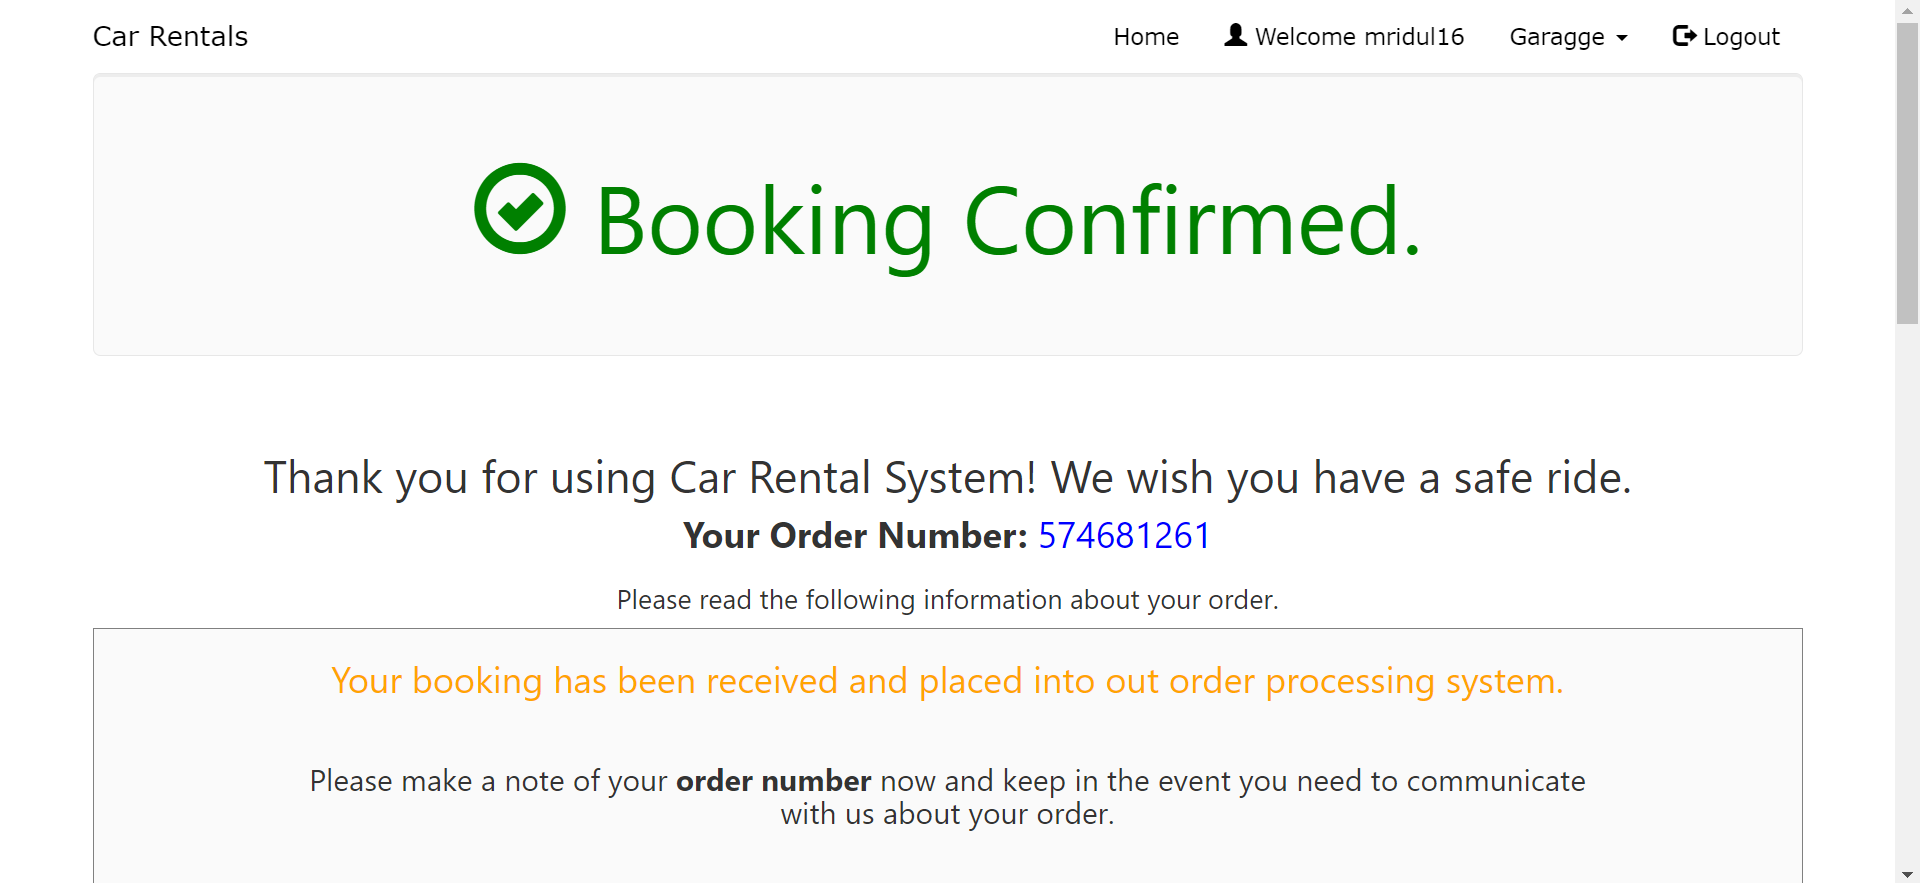 Car Rentals
Home Welcome mridul16 Garagge Logout
Booking Confirmed.
Thank you for using Car Rental System! We wish you have a safe ride.
Your Order Number: 574681261
Please read the following information about your order.
Your booking has been received and placed into out order processing system.
Please make a note of your order number now and keep in the event you need to communicate
with us about your order.